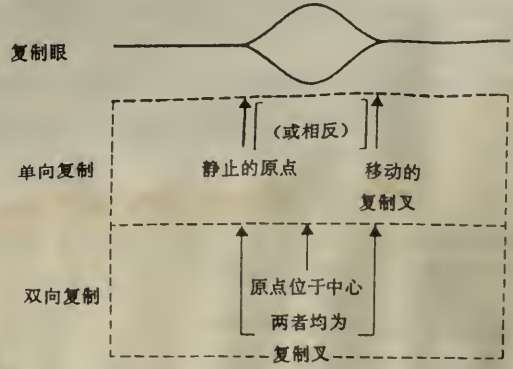 复制眼
（或相反）
单向复制
静止的原点
移动的
复制叉
双向复制
原点位于中心
两者均为
复制叉